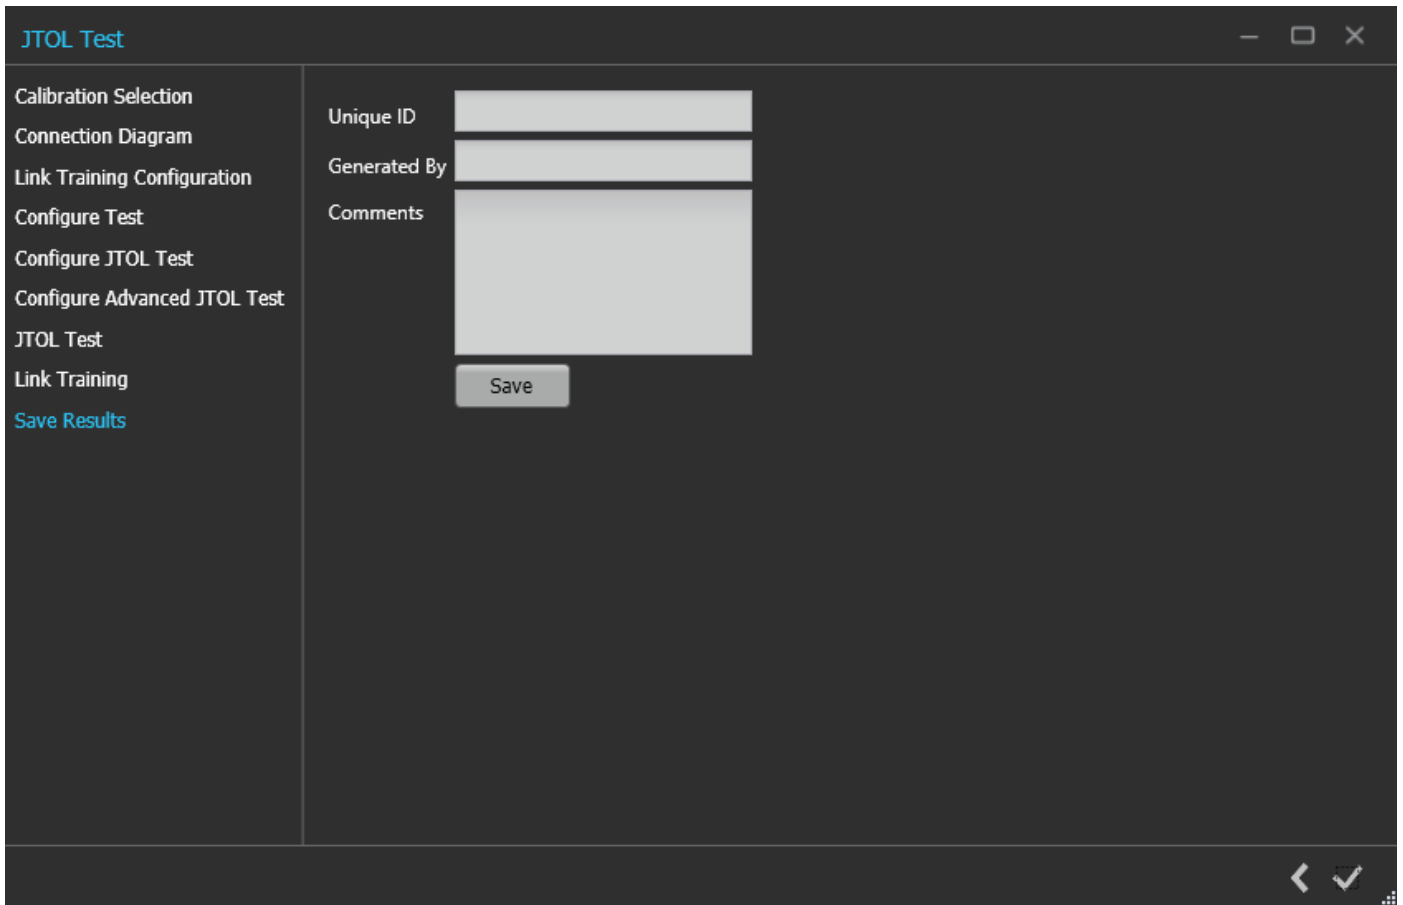 JTOL Test
Calibration Selection
Connection Diagram
Link Training Configuration
Configure Test
Configure JTOL Test
Configure Advanced JTOL Test
JTOL Test
Link Training
Save Results
Unique ID
Generated By
Comments
Save